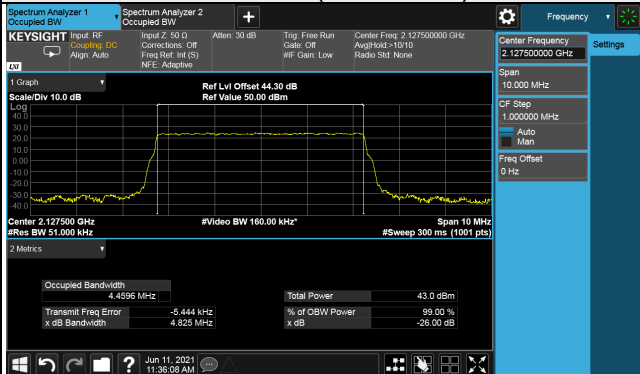 Spectrum Analyzer 1
Occupied BW
Spectrum Analyzer 2
Occupied BW
Frequency
KEYSIGHT
Input: RF
Coupling: DC
Align: Auto
Input Z: 50 Ω
Corrections: Off
Freq Ref: Int (S)
NFE: Adaptive
Atten: 30 dB
Trig: Free Run
Gate: Off
#IF Gain: Low
Center Freq: 2.127500000 GHz
Avg|Hold:>10/10
Radio Std: None
LXI
Center Frequency
2.127500000 GHz
Settings
Span
10.000 MHz
CF Step
1.000000 MHz
Auto
Man
Freq Offset
0 Hz
1 Graph
Scale/Div 10.0 dB
Ref Lvl Offset 44.30 dB
Ref Value 50.00 dBm
Log
40.0
30.0
20.0
10.0
0.00
-10.0
-20.0
-30.0
-40.0
Center 2.127500 GHz
#Res BW 51.000 kHz
#Video BW 160.00 kHz*
Span 10 MHz
#Sweep 300 ms (1001 pts)
2 Metrics
Occupied Bandwidth
4.4596 MHz
Total Power 43.0 dBm
Transmit Freq Error -5.444 kHz
% of OBW Power 99.00 %
x dB Bandwidth 4.825 MHz
x dB -26.00 dB
?
Jun 11, 2021
11:36:08 AM